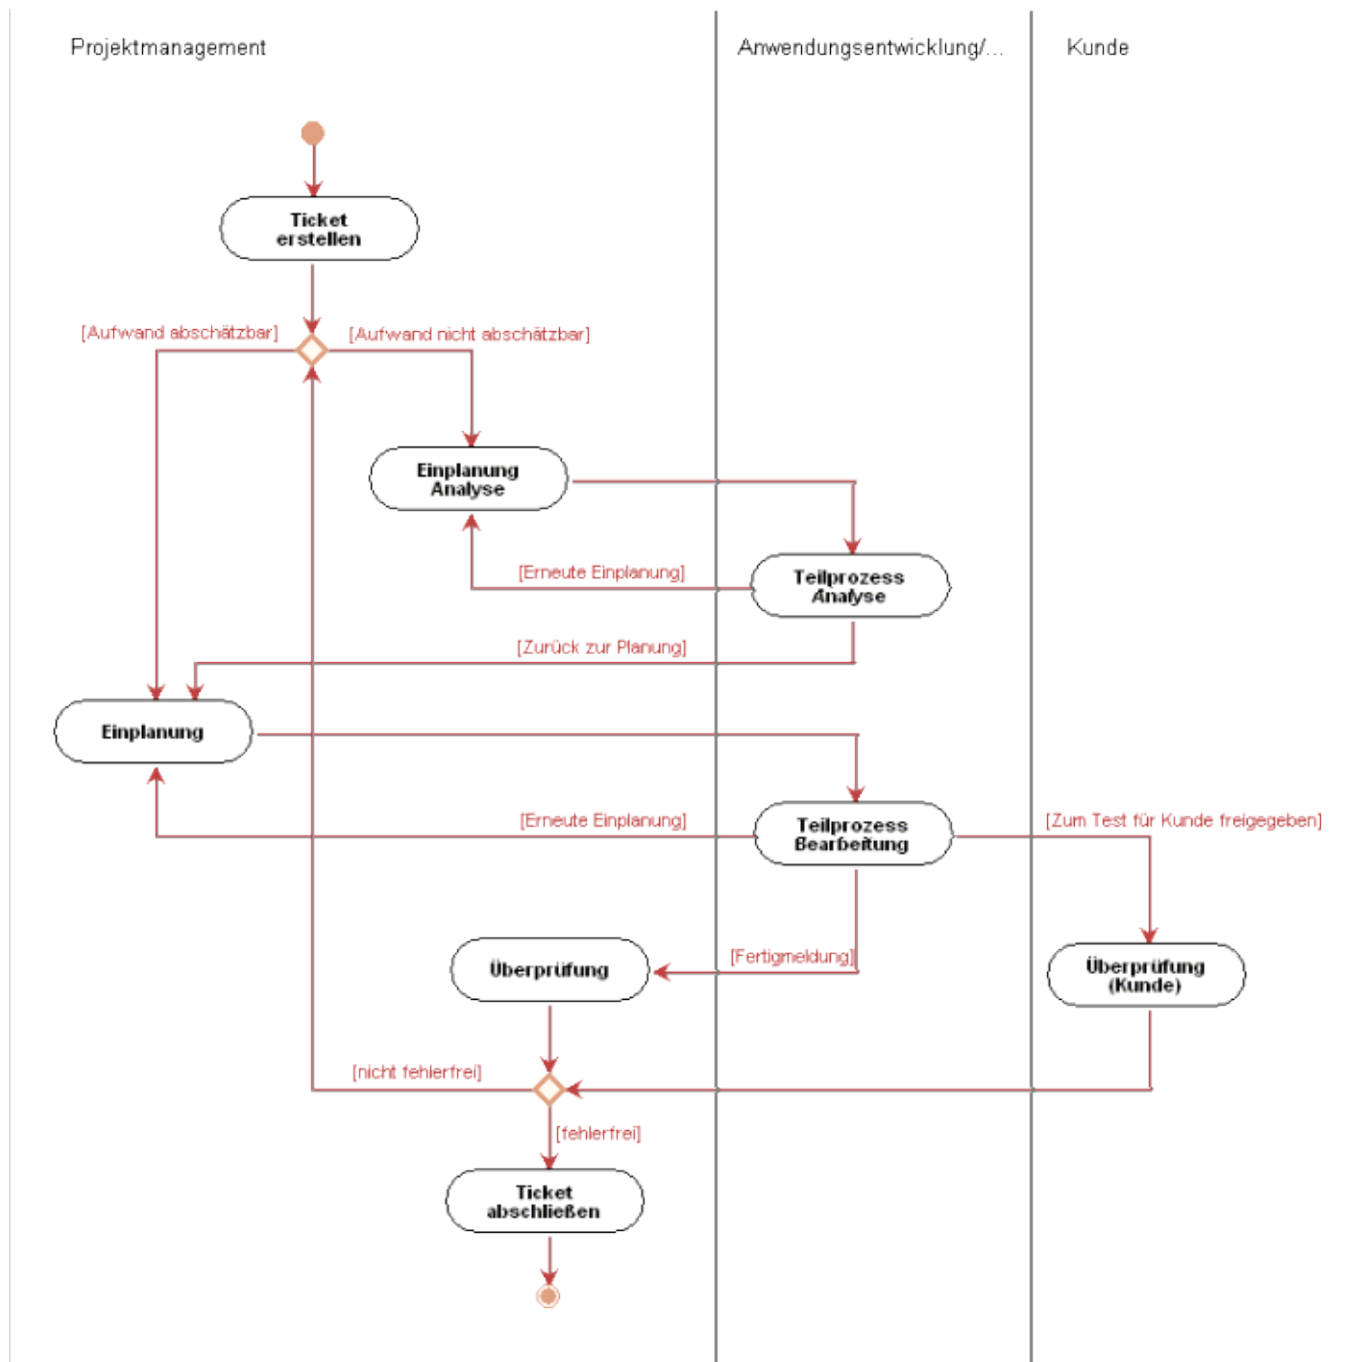 Projektmanagement
Anwendungsentwicklung/...
Kunde
Ticket
erstellen
[Aufwand abschätzbar]
[Aufwand nicht abschätzbar]
Einplanung
Analyse
[Erneute Einplanung]
Teilprozess
Analyse
[Zurück zur Planung]
Einplanung
[Erneute Einplanung]
Teilprozess
Bearbeitung
[Zum Test für Kunde freigegeben]
Überprüfung
[Fertigmeldung]
Überprüfung
(Kunde)
[nicht fehlerfrei]
[fehlerfrei]
Ticket
abschließen